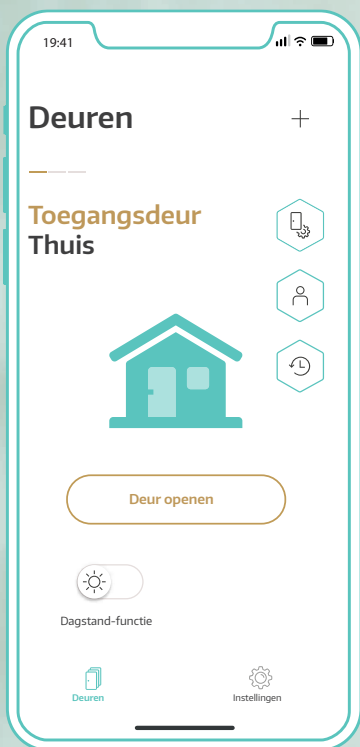 19:41
Deuren
Toegangsdeur
Thuis
Deur openen
Dagstand-functie
Deuren
Instellingen